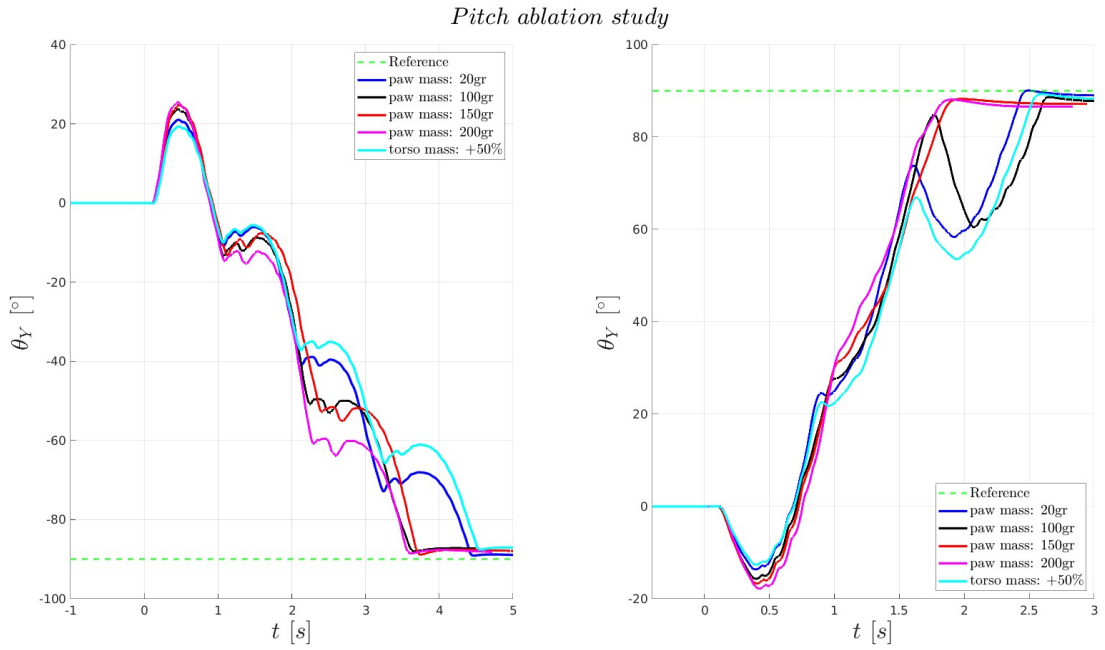 Pitch ablation study
40
20
0
-20
-40
-60
-80
-100
θY [°]
-1
0
1
2
3
4
5
t [s]
Reference
paw mass: 20gr
paw mass: 100gr
paw mass: 150gr
paw mass: 200gr
torso mass: +50%
100
80
60
40
20
0
-20
θY [°]
0
0.5
1
1.5
2
2.5
3
t [s]
Reference
paw mass: 20gr
paw mass: 100gr
paw mass: 150gr
paw mass: 200gr
torso mass: +50%